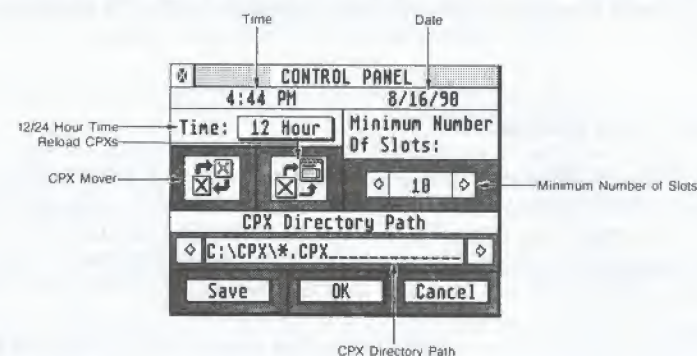 Time Date
CONTROL PANEL
4:44 PM 8/16/90
12/24 Hour Time
Time: 12 Hour
Minimum Number
Of Slots:
Reload CPXs
CPX Mover
10
Minimum Number of Slots
CPX Directory Path
C:\CPX\*.CPX
Save OK Cancel
CPX Directory Path